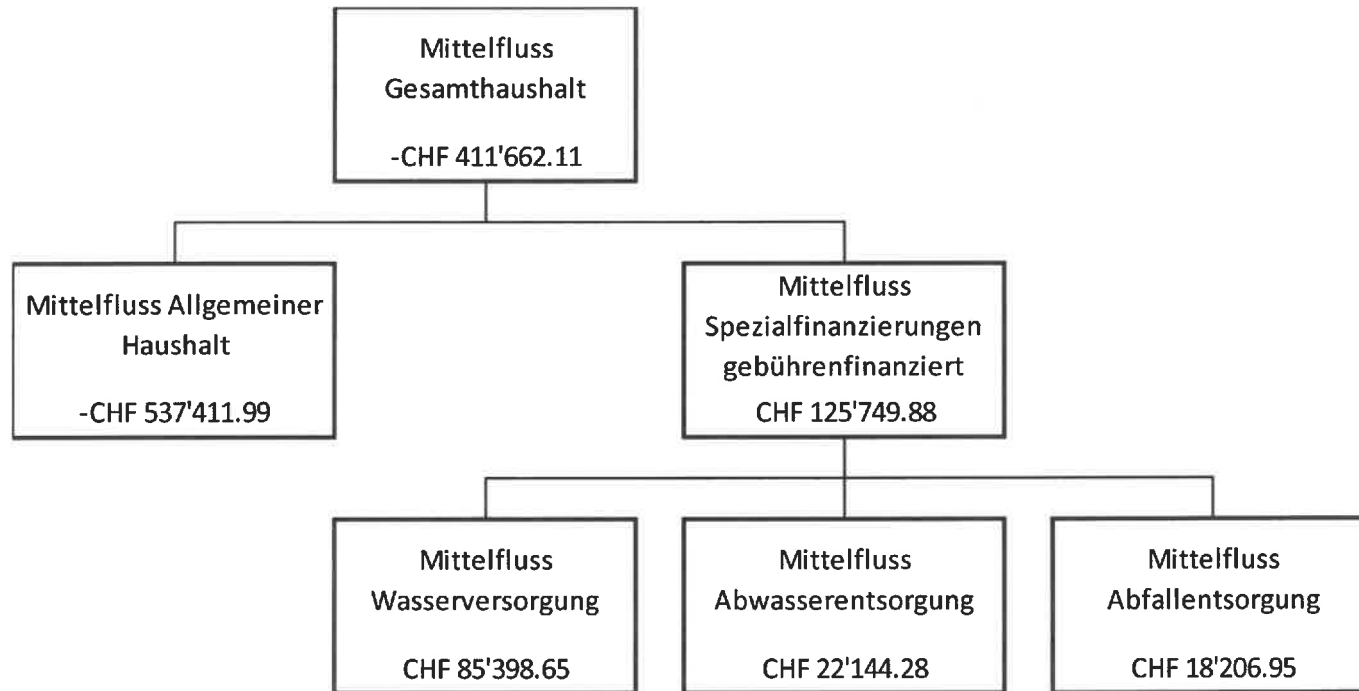 Mittelfluss
Gesamthaushalt
-CHF 411'662.11
Mittelfluss Allgemeiner
Haushalt
-CHF 537'411.99
Mittelfluss
Spezialfinanzierungen
gebührenfinanziert
CHF 125'749.88
Mittelfluss
Wasserversorgung
CHF 85'398.65
Mittelfluss
Abwasserentsorgung
CHF 22'144.28
Mittelfluss
Abfallentsorgung
CHF 18'206.95